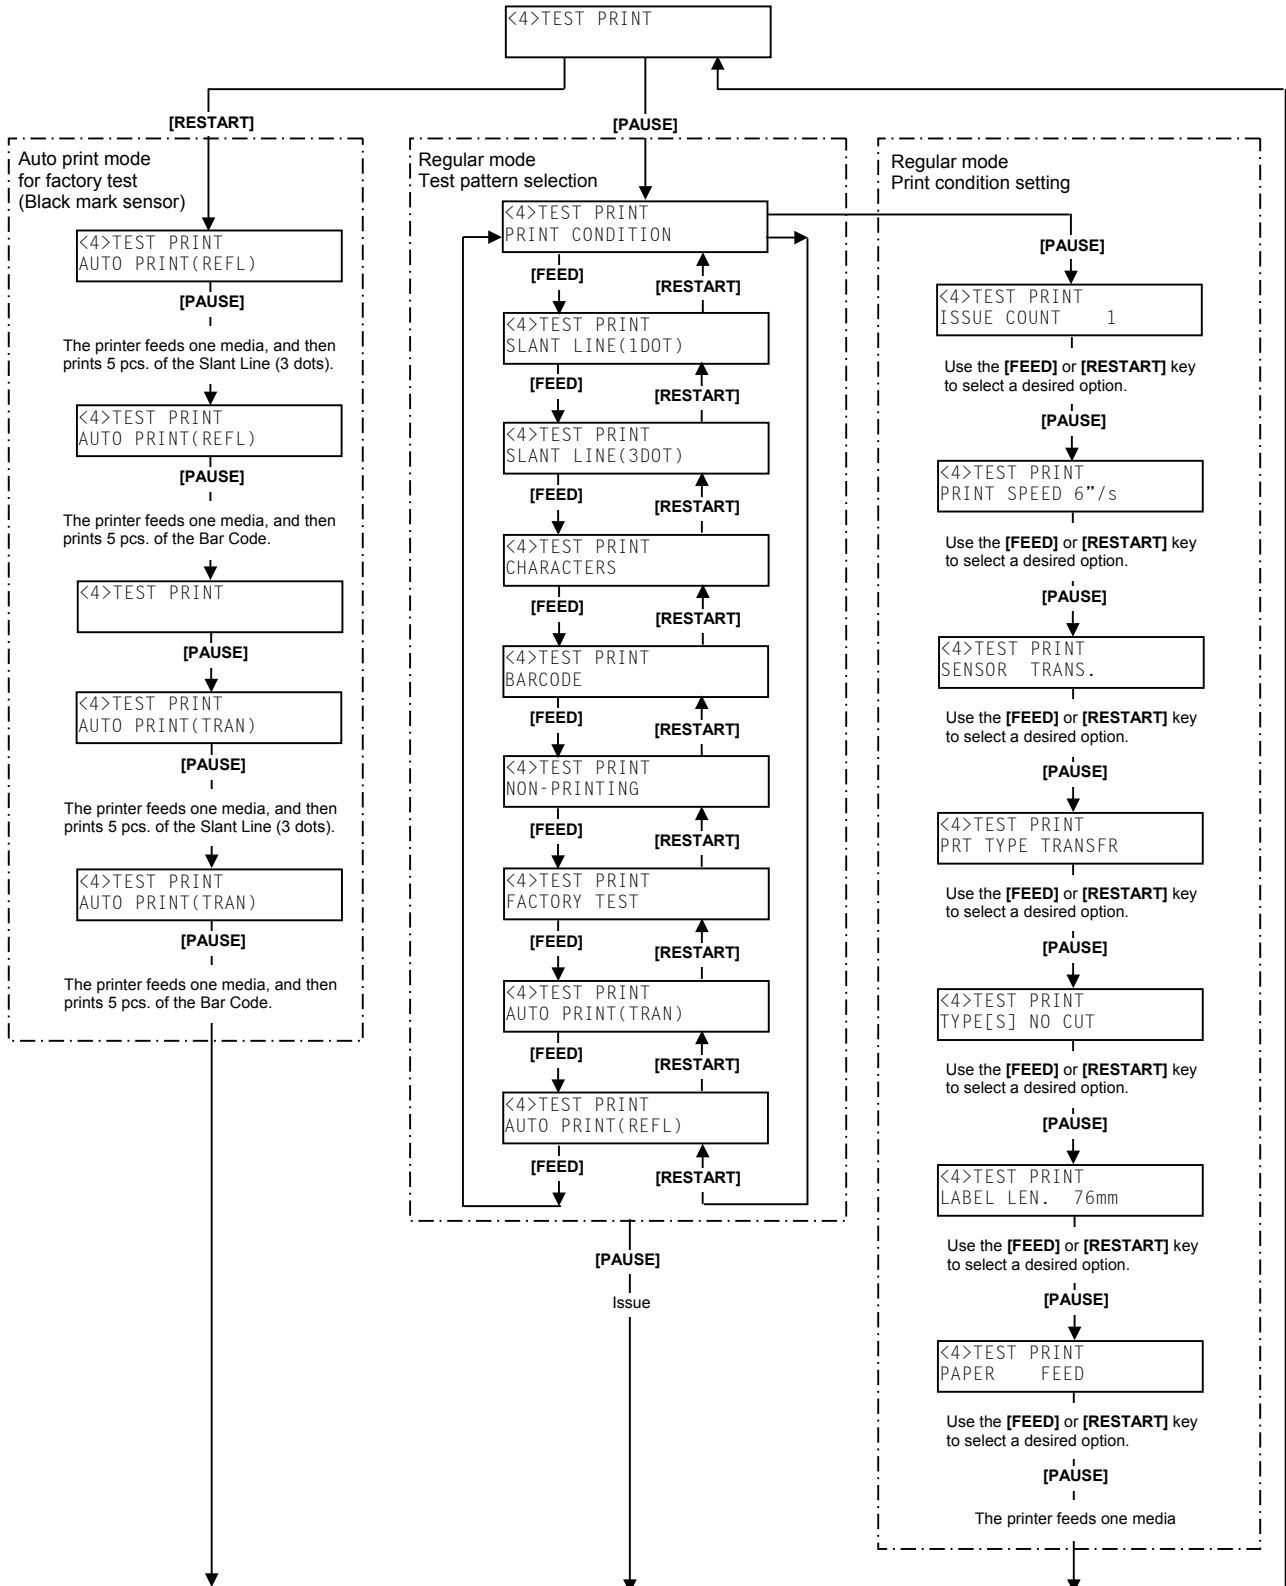 <4>TEST PRINT
[RESTART]
[PAUSE]
Auto print mode
for factory test
(Black mark sensor)
<4>TEST PRINT
AUTO PRINT(REFL)
[PAUSE]
The printer feeds one media, and then
prints 5 pcs. of the Slant Line (3 dots).
<4>TEST PRINT
AUTO PRINT(REFL)
[PAUSE]
The printer feeds one media, and then
prints 5 pcs. of the Bar Code.
<4>TEST PRINT
[PAUSE]
<4>TEST PRINT
AUTO PRINT(TRAN)
[PAUSE]
The printer feeds one media, and then
prints 5 pcs. of the Slant Line (3 dots).
<4>TEST PRINT
AUTO PRINT(TRAN)
[PAUSE]
The printer feeds one media, and then
prints 5 pcs. of the Bar Code.
Regular mode
Test pattern selection
<4>TEST PRINT
PRINT CONDITION
[FEED]
[RESTART]
<4>TEST PRINT
SLANT LINE(1DOT)
[FEED]
[RESTART]
<4>TEST PRINT
SLANT LINE(3DOT)
[FEED]
[RESTART]
<4>TEST PRINT
CHARACTERS
[FEED]
[RESTART]
<4>TEST PRINT
BARCODE
[FEED]
[RESTART]
<4>TEST PRINT
NON-PRINTING
[FEED]
[RESTART]
<4>TEST PRINT
FACTORY TEST
[FEED]
[RESTART]
<4>TEST PRINT
AUTO PRINT(TRAN)
[FEED]
[RESTART]
<4>TEST PRINT
AUTO PRINT(REFL)
[FEED]
[RESTART]
[PAUSE]
Issue
Regular mode
Print condition setting
[PAUSE]
<4>TEST PRINT
ISSUE COUNT 1
Use the [FEED] or [RESTART] key
to select a desired option.
[PAUSE]
<4>TEST PRINT
PRINT SPEED 6”/s
Use the [FEED] or [RESTART] key
to select a desired option.
[PAUSE]
<4>TEST PRINT
SENSOR TRANS.
Use the [FEED] or [RESTART] key
to select a desired option.
[PAUSE]
<4>TEST PRINT
PRT TYPE TRANSFR
Use the [FEED] or [RESTART] key
to select a desired option.
[PAUSE]
<4>TEST PRINT
TYPE[S] NO CUT
Use the [FEED] or [RESTART] key
to select a desired option.
[PAUSE]
<4>TEST PRINT
LABEL LEN. 76mm
Use the [FEED] or [RESTART] key
to select a desired option.
[PAUSE]
<4>TEST PRINT
PAPER FEED
Use the [FEED] or [RESTART] key
to select a desired option.
[PAUSE]
The printer feeds one media